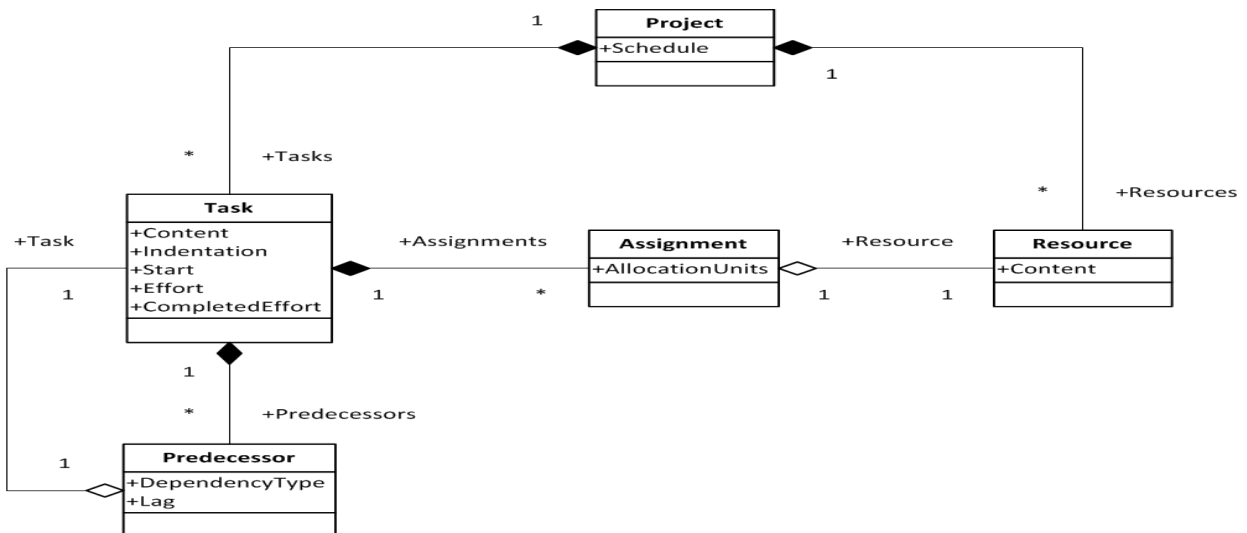 1
Project
+Schedule
1
*
+Tasks
*
+Resources
Task
+Content
+Indentation
+Start
+Effort
+CompletedEffort
+Task
1
+Assignments
1
*
Assignment
+AllocationUnits
+Resource
1
1
Resource
+Content
1
*
+Predecessors
1
Predecessor
+DependencyType
+Lag